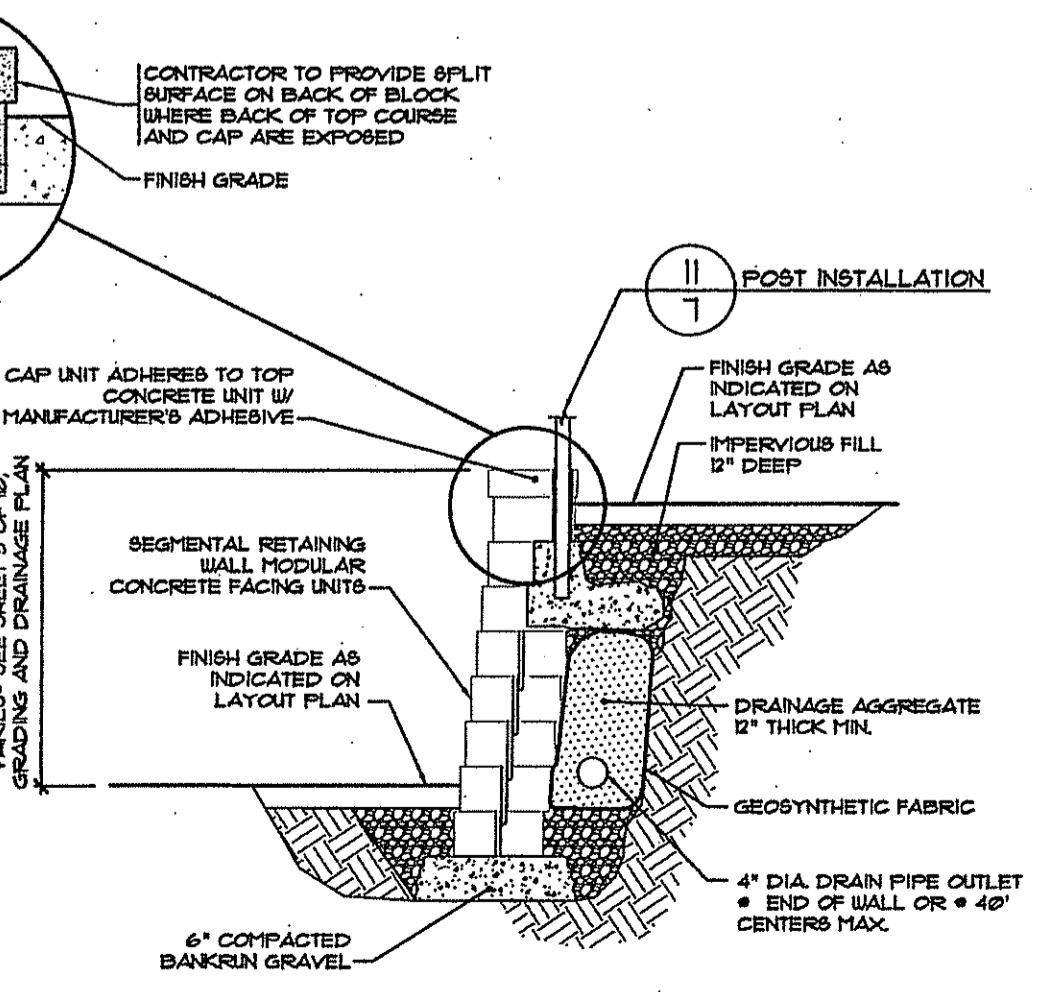 CONTRACTOR TO PROVIDE SPLIT
SURFACE ON BACK OF BLOCK
WHERE BACK OF TOP COURSE
AND CAP ARE EXPOSED
FINISH GRADE
11
7
POST INSTALLATION
CAP UNIT ADHERES TO TOP
CONCRETE UNIT W/
MANUFACTURER'S ADHESIVE
FINISH GRADE AS
INDICATED ON
LAYOUT PLAN
IMPERVIOUS FILL
12" DEEP
GRADING AND DRAINAGE PLAN
SEGMENTAL RETAINING
WALL MODULAR
CONCRETE FACING UNITS
FINISH GRADE AS
INDICATED ON
LAYOUT PLAN
DRAINAGE AGGREGATE
12" THICK MIN.
GEOSYNTHETIC FABRIC
4" DIA. DRAIN PIPE OUTLET
@ END OF WALL OR @ 40'
CENTERS MAX.
6" COMPACTED
BANKRUN GRAVEL